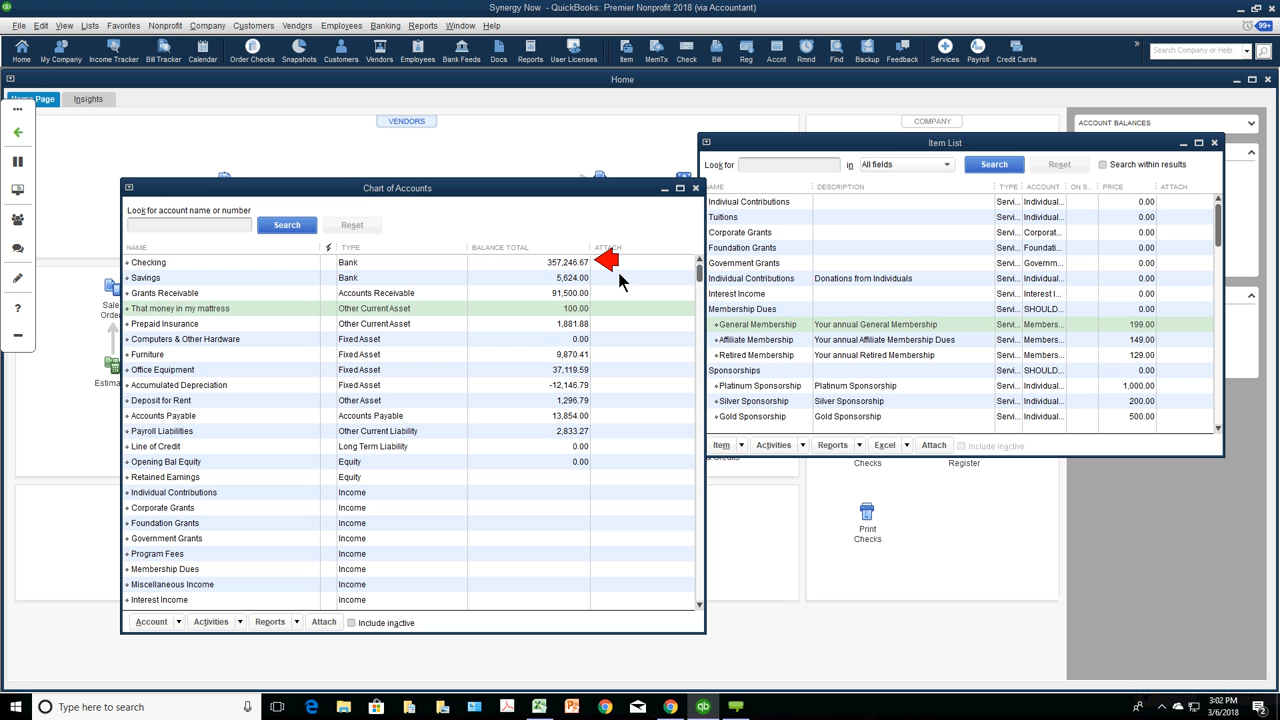 Synergy Now - QuickBooks: Premier Nonprofit 2018 (via Accountant)
File Edit View Lists Favorites Nonprofit Company Customers Vendors Employees Banking Reports Window Help 99+
Home My Company Income Tracker Bill Tracker Calendar Order Checks Snapshots Customers Vendors Employees Bank Feeds Docs Reports User Licenses Item MemTx Check Bill Reg Accnt Rmnd Find Backup Feedback Services Payroll Credit Cards Search Company or Help
Home
Home Page Insights
VENDORS COMPANY ACCOUNT BALANCES
Item List
Look for in All fields Search Reset Search within results
NAME DESCRIPTION TYPE ACCOUNT ON S... PRICE ATTACH
Indiviual Contributions Servi... Individual... 0.00
Tuitions Servi... 0.00
Corporate Grants Servi... Corporat... 0.00
Foundation Grants Servi... Foundati... 0.00
Government Grants Servi... Governm... 0.00
Individual Contributions Donations from Individuals Servi... Individual... 0.00
Interest Income Servi... Interest I... 0.00
Membership Dues Servi... SHOULD... 0.00
General Membership Your annual General Membership Servi... Members... 199.00
Affiliate Membership Your annual Affiliate Membership Dues Servi... Members... 149.00
Retired Membership Your annual Retired Membership Servi... Members... 129.00
Sponsorships Servi... SHOULD... 0.00
Platinum Sponsorship Platinum Sponsorship Servi... Individual... 1,000.00
Silver Sponsorship Silver Sponsorship Servi... Individual... 200.00
Gold Sponsorship Gold Sponsorship Servi... Individual... 500.00
Item Activities Reports Excel Attach Include inactive
Chart of Accounts
Look for account name or number
Search Reset
NAME TYPE BALANCE TOTAL ATTACH
Checking Bank 357,246.67
Savings Bank 5,624.00
Grants Receivable Accounts Receivable 91,500.00
That money in my mattress Other Current Asset 100.00
Prepaid Insurance Other Current Asset 1,881.88
Computers & Other Hardware Fixed Asset 0.00
Furniture Fixed Asset 9,870.41
Office Equipment Fixed Asset 37,119.59
Accumulated Depreciation Fixed Asset -12,146.79
Deposit for Rent Other Asset 1,296.79
Accounts Payable Accounts Payable 13,854.00
Payroll Liabilities Other Current Liability 2,833.27
Line of Credit Long Term Liability 0.00
Opening Bal Equity Equity 0.00
Retained Earnings Equity
Individual Contributions Income
Corporate Grants Income
Foundation Grants Income
Government Grants Income
Program Fees Income
Membership Dues Income
Miscellaneous Income Income
Interest Income Income
Account Activities Reports Attach Include inactive
Sale
Orde
Estima
Checks Register
Print
Checks
Type here to search
3:02 PM
3/6/2018